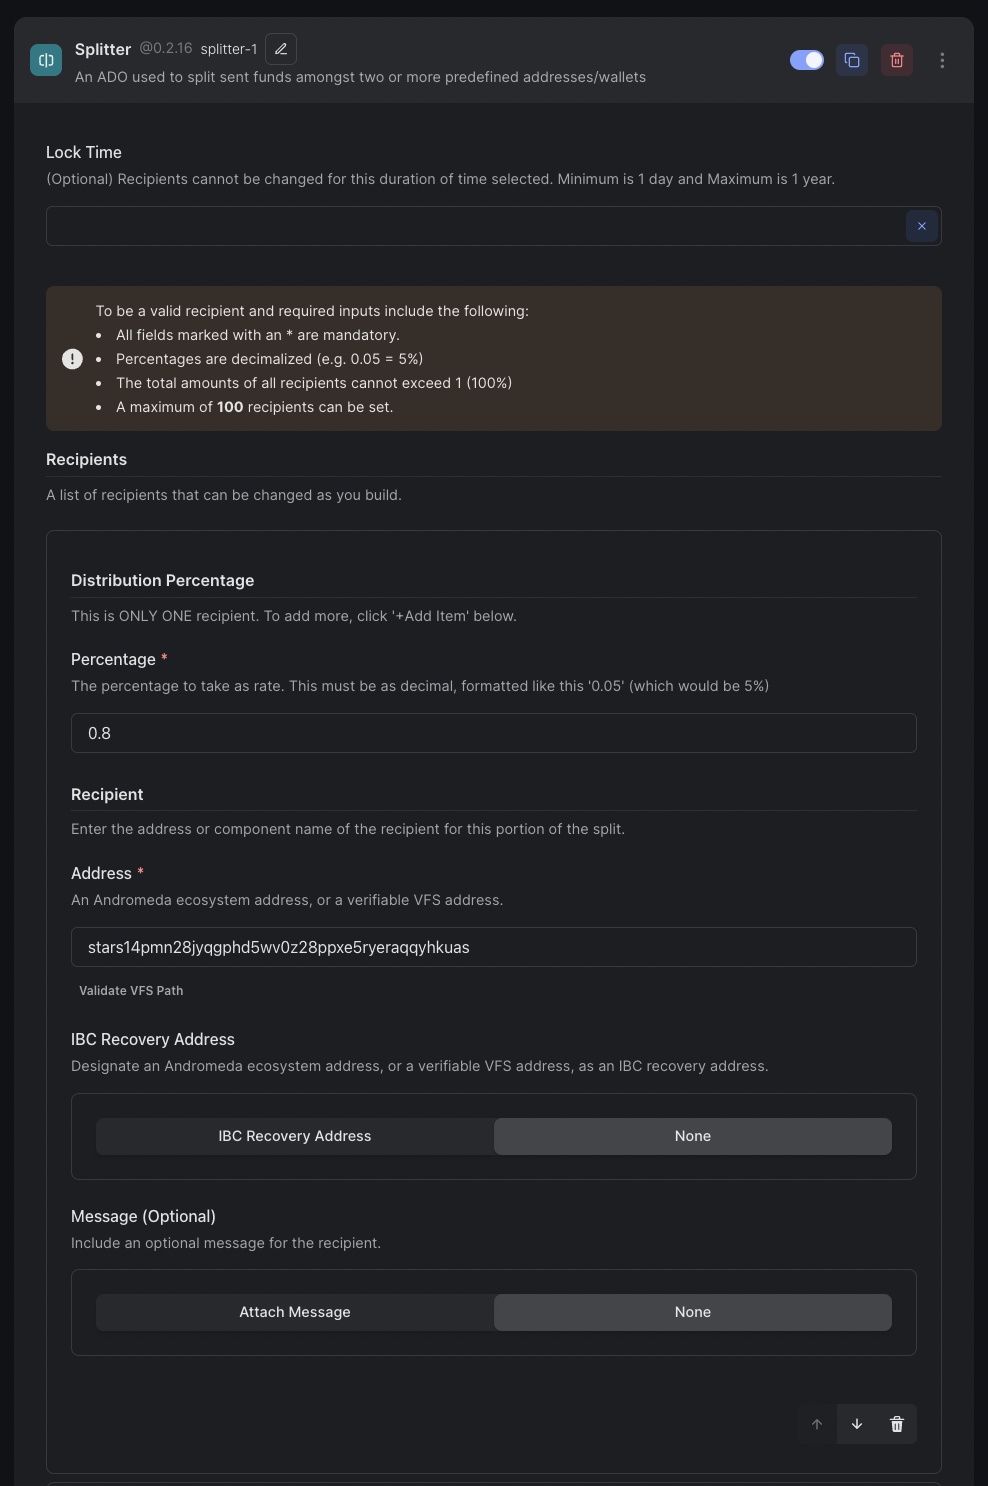 Splitter @0.2.16 splitter-1
An ADO used to split sent funds amongst two or more predefined addresses/wallets
Lock Time
(Optional) Recipients cannot be changed for this duration of time selected. Minimum is 1 day and Maximum is 1 year.
To be a valid recipient and required inputs include the following:
• All fields marked with an * are mandatory.
• Percentages are decimalized (e.g. 0.05 = 5%)
• The total amounts of all recipients cannot exceed 1 (100%)
• A maximum of 100 recipients can be set.
Recipients
A list of recipients that can be changed as you build.
Distribution Percentage
This is ONLY ONE recipient. To add more, click '+Add Item' below.
Percentage *
The percentage to take as rate. This must be as decimal, formatted like this '0.05' (which would be 5%)
0.8
Recipient
Enter the address or component name of the recipient for this portion of the split.
Address *
An Andromeda ecosystem address, or a verifiable VFS address.
stars14pmn28jyqgphd5wv0z28ppxe5ryeraqqyhkuas
Validate VFS Path
IBC Recovery Address
Designate an Andromeda ecosystem address, or a verifiable VFS address, as an IBC recovery address.
IBC Recovery Address None
Message (Optional)
Include an optional message for the recipient.
Attach Message None